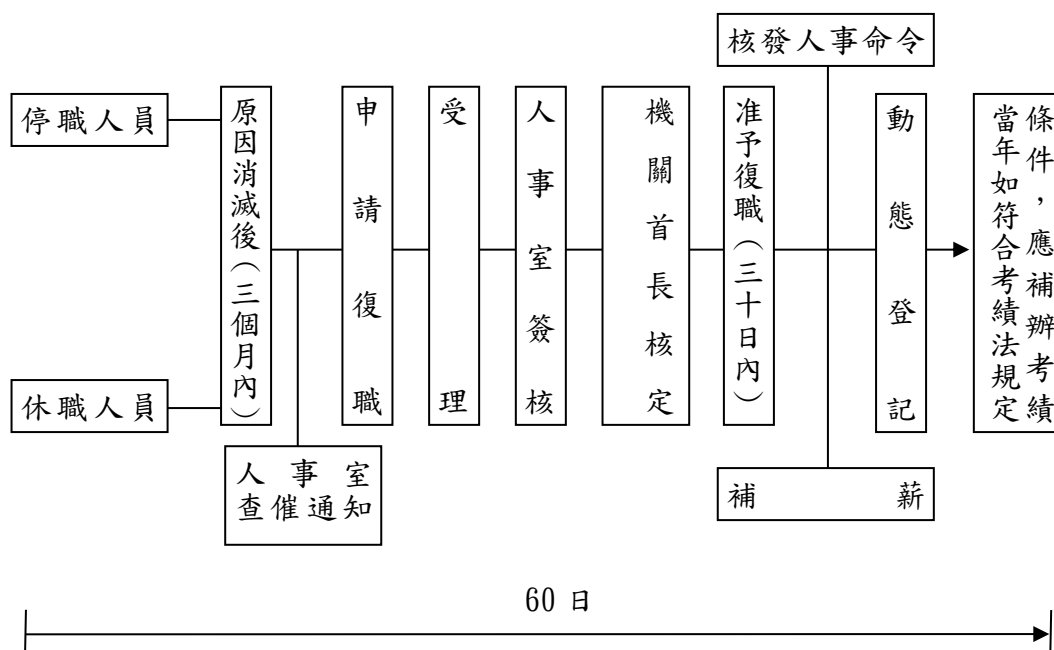 核發人事命令
停職人員
休職人員
原因消滅後（三個月內）
人事室
查催通知
申請復職
受理
人事室簽核
機關首長核定
准予復職（三十日內）
補薪
動態登記
當年如符合考績法規定
條件，應補辦考績
60 日